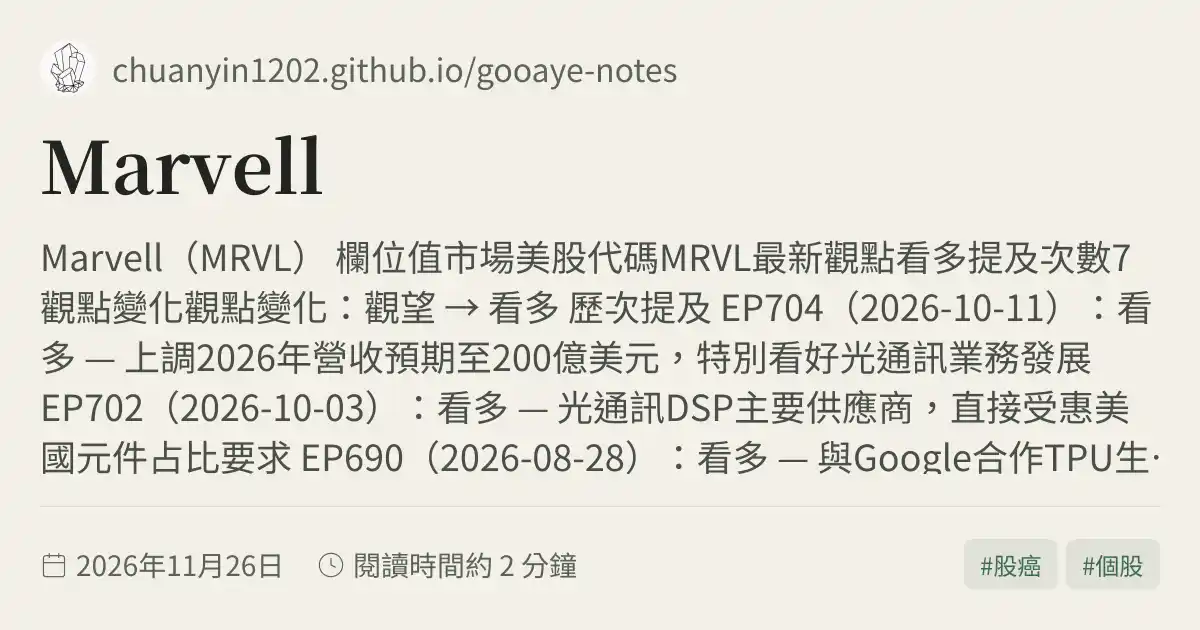 chuanyin1202.github.io/gooaye-notes
Marvell
Marvell（MRVL） 欄位值市場美股代碼MRVL最新觀點看多提及次數7
觀點變化觀點變化：觀望 → 看多 歷次提及 EP704（2026-10-11）：看
多 — 上調2026年營收預期至200億美元，特別看好光通訊業務發展
EP702（2026-10-03）：看多 — 光通訊DSP主要供應商，直接受惠美
國元件占比要求 EP690（2026-08-28）：看多 — 與Google合作TPU生·
2026年11月26日
閱讀時間約 2 分鐘
#股癌
#個股